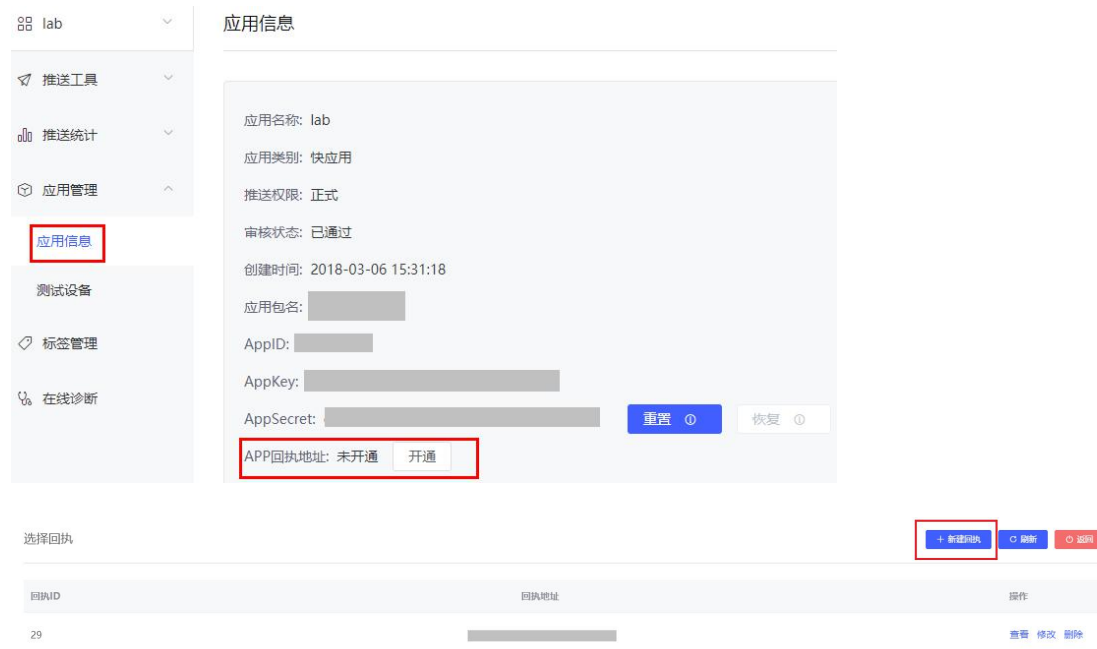 lab
推送工具
推送统计
应用管理
应用信息
测试设备
标签管理
在线诊断
应用信息
应用名称: lab
应用类别: 快应用
推送权限: 正式
审核状态: 已通过
创建时间: 2018-03-06 15:31:18
应用包名:
AppID:
AppKey:
AppSecret: 重置 恢复
APP回执地址: 未开通 开通
选择回执 + 新建回执 刷新 返回
回执ID 回执地址 操作
29 查看 修改 删除